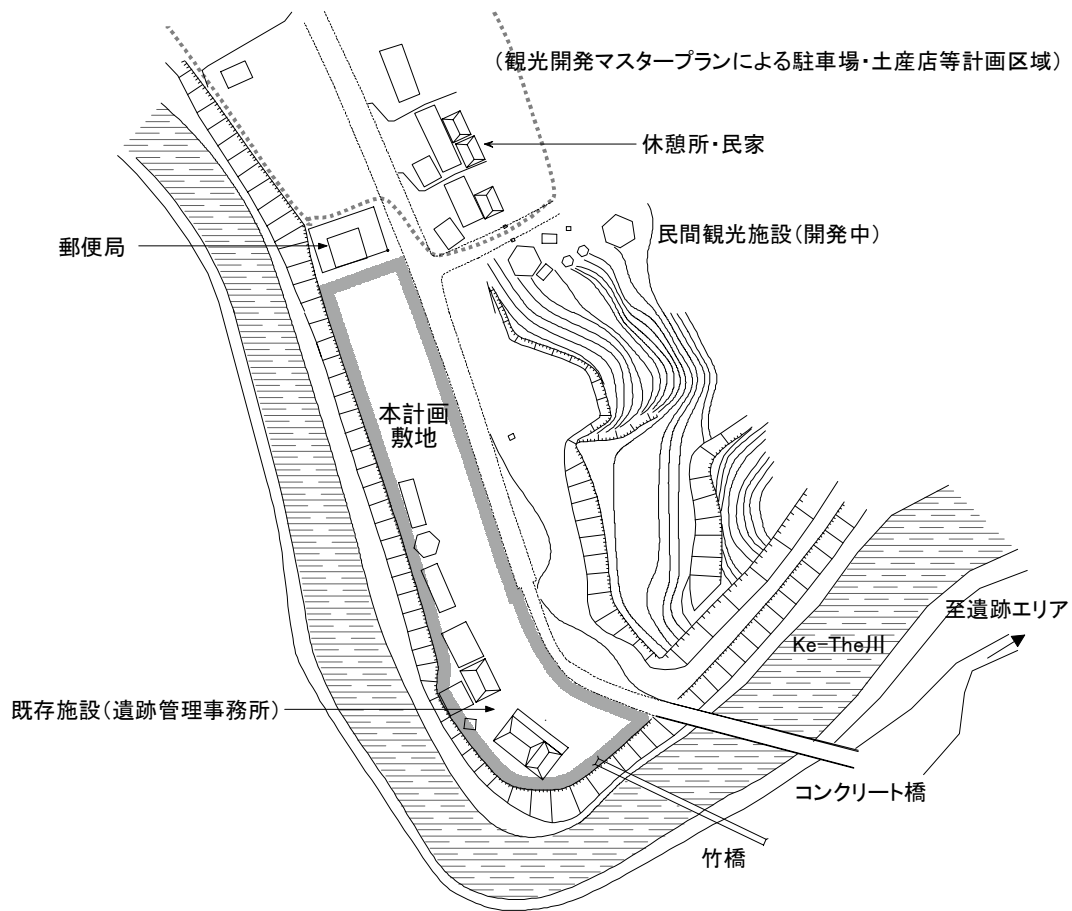 (観光開発マスタープランによる駐車場・土産店等計画区域)
休憩所・民家
民間観光施設(開発中)
郵便局
本計画
敷地
至遺跡エリア
Ke-The川
既存施設(遺跡管理事務所)
コンクリート橋
竹橋